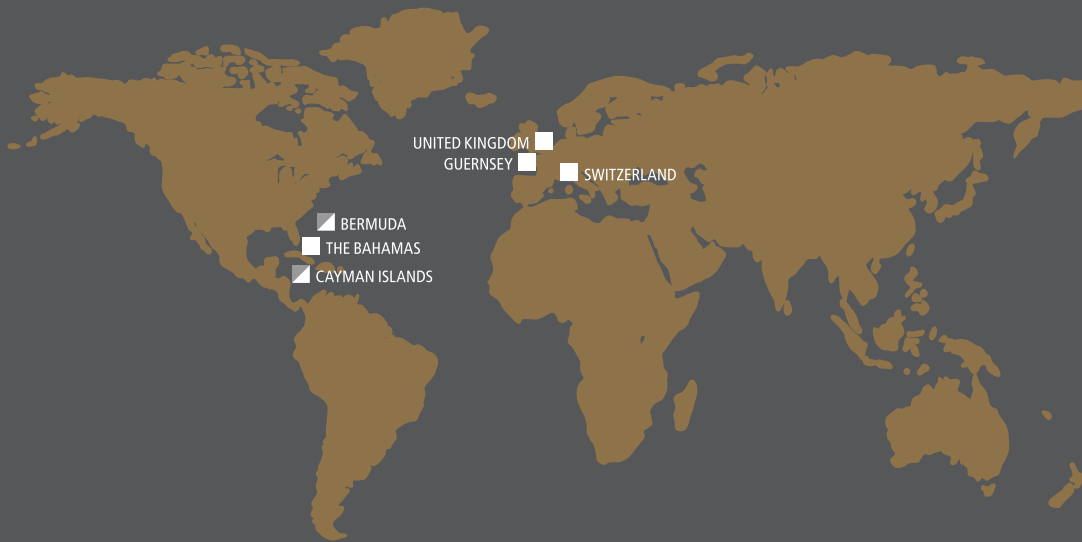 UNITED KINGDOM
GUERNSEY
SWITZERLAND
BERMUDA
THE BAHAMAS
CAYMAN ISLANDS